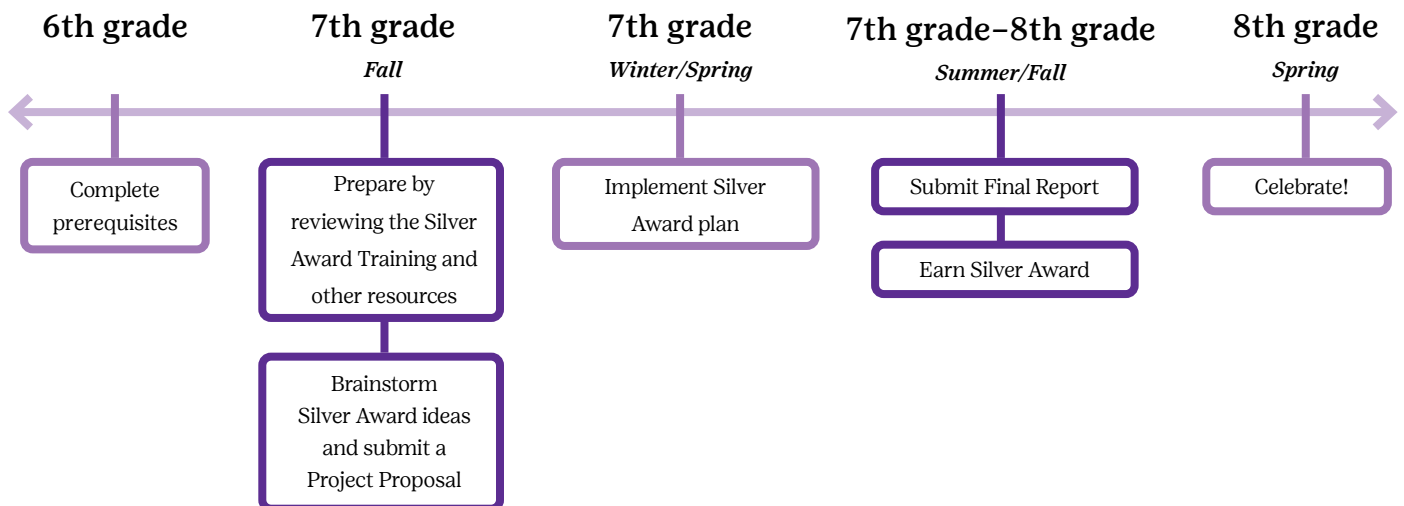 6th grade
Complete
prerequisites
7th grade
Fall
Prepare by
reviewing the Silver
Award Training and
other resources
Brainstorm
Silver Award ideas
and submit a
Project Proposal
7th grade
Winter/Spring
Implement Silver
Award plan
7th grade–8th grade
Summer/Fall
Submit Final Report
Earn Silver Award
8th grade
Spring
Celebrate!